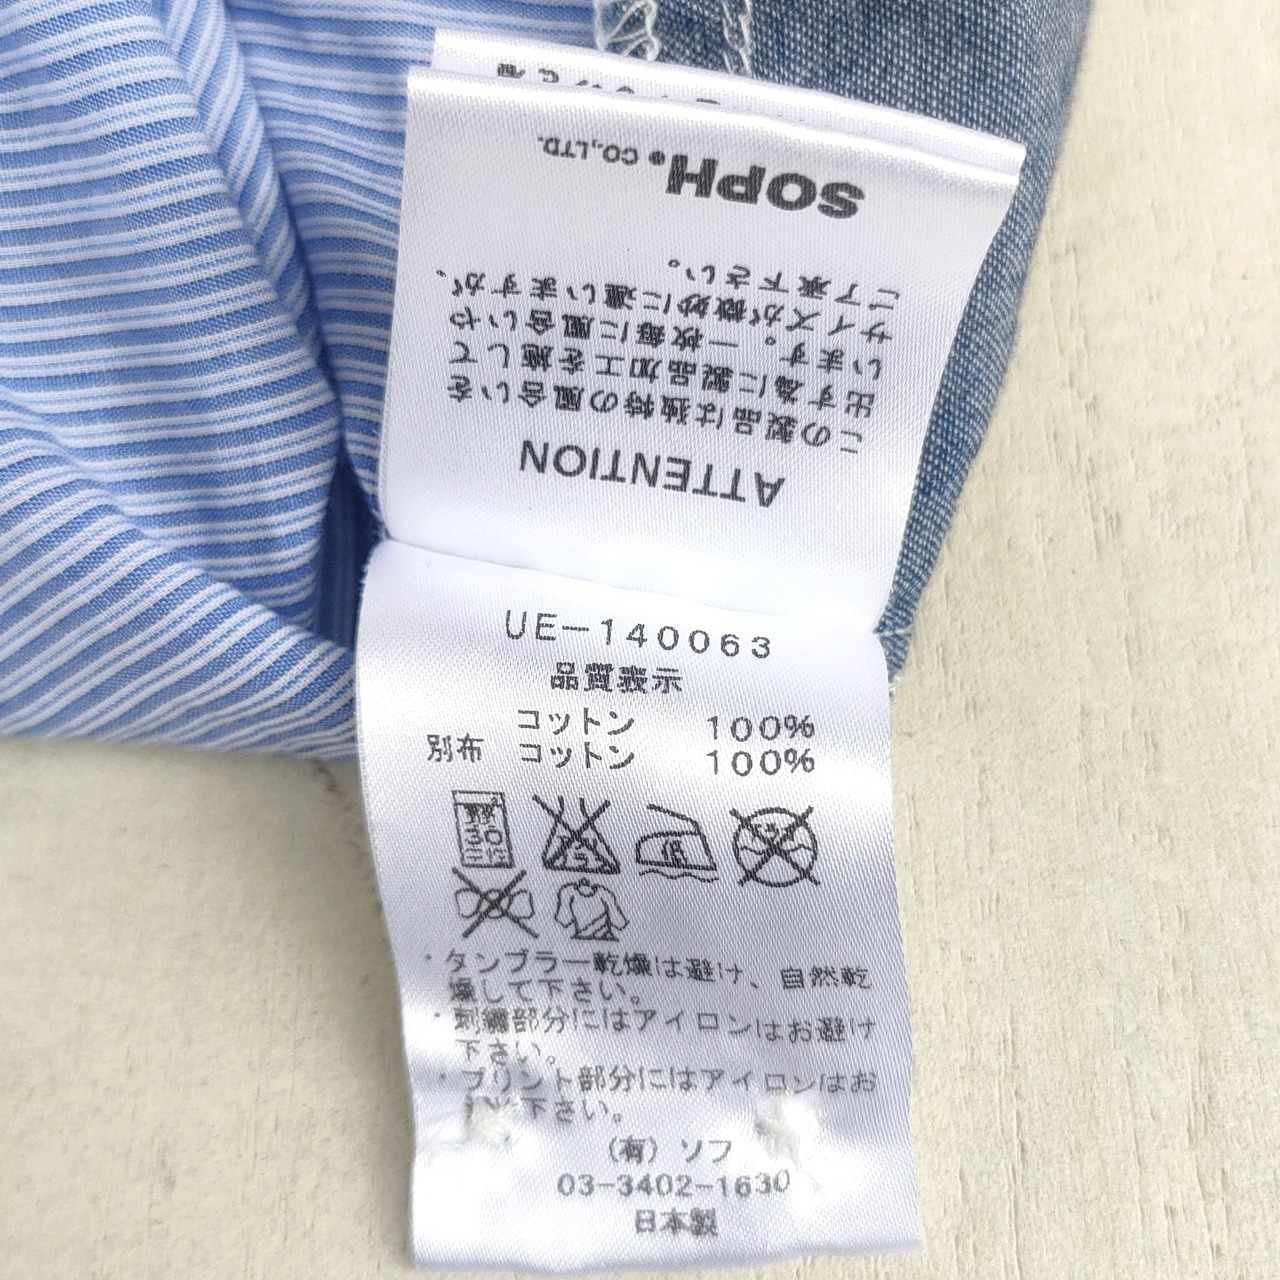 SOPH® CO.,LTD.
ATTENTION
この製品は独特の風合いを
出す為に製品加工を施して
います。一枚毎に風合いや
サイズが微妙に違いますが、
ご了承下さい。
UE-140063
品質表示
コットン 100%
別布 コットン 100%
30
・タンブラー乾燥は避け、自然乾
燥して下さい。
・刺繍部分にはアイロンはお避け
下さい。
・プリント部分にはアイロンはお
下さい。
(有) ソフ
03-3402-1630
日本製